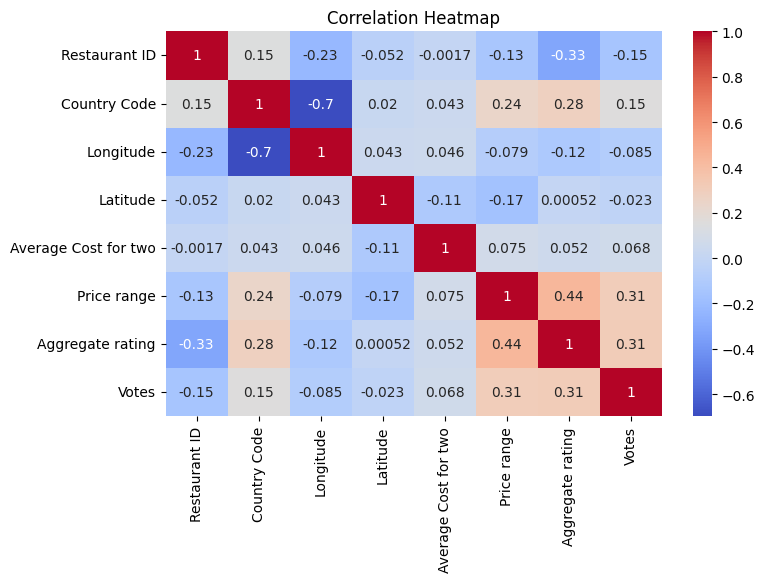 Correlation Heatmap
Restaurant ID 1 0.15 -0.23 -0.052 -0.0017 -0.13 -0.33 -0.15
Country Code 0.15 1 -0.7 0.02 0.043 0.24 0.28 0.15
Longitude -0.23 -0.7 1 0.043 0.046 -0.079 -0.12 -0.085
Latitude -0.052 0.02 0.043 1 -0.11 -0.17 0.00052 -0.023
Average Cost for two -0.0017 0.043 0.046 -0.11 1 0.075 0.052 0.068
Price range -0.13 0.24 -0.079 -0.17 0.075 1 0.44 0.31
Aggregate rating -0.33 0.28 -0.12 0.00052 0.052 0.44 1 0.31
Votes -0.15 0.15 -0.085 -0.023 0.068 0.31 0.31 1
Restaurant ID
Country Code
Longitude
Latitude
Average Cost for two
Price range
Aggregate rating
Votes
1.0
0.8
0.6
0.4
0.2
0.0
−0.2
−0.4
−0.6